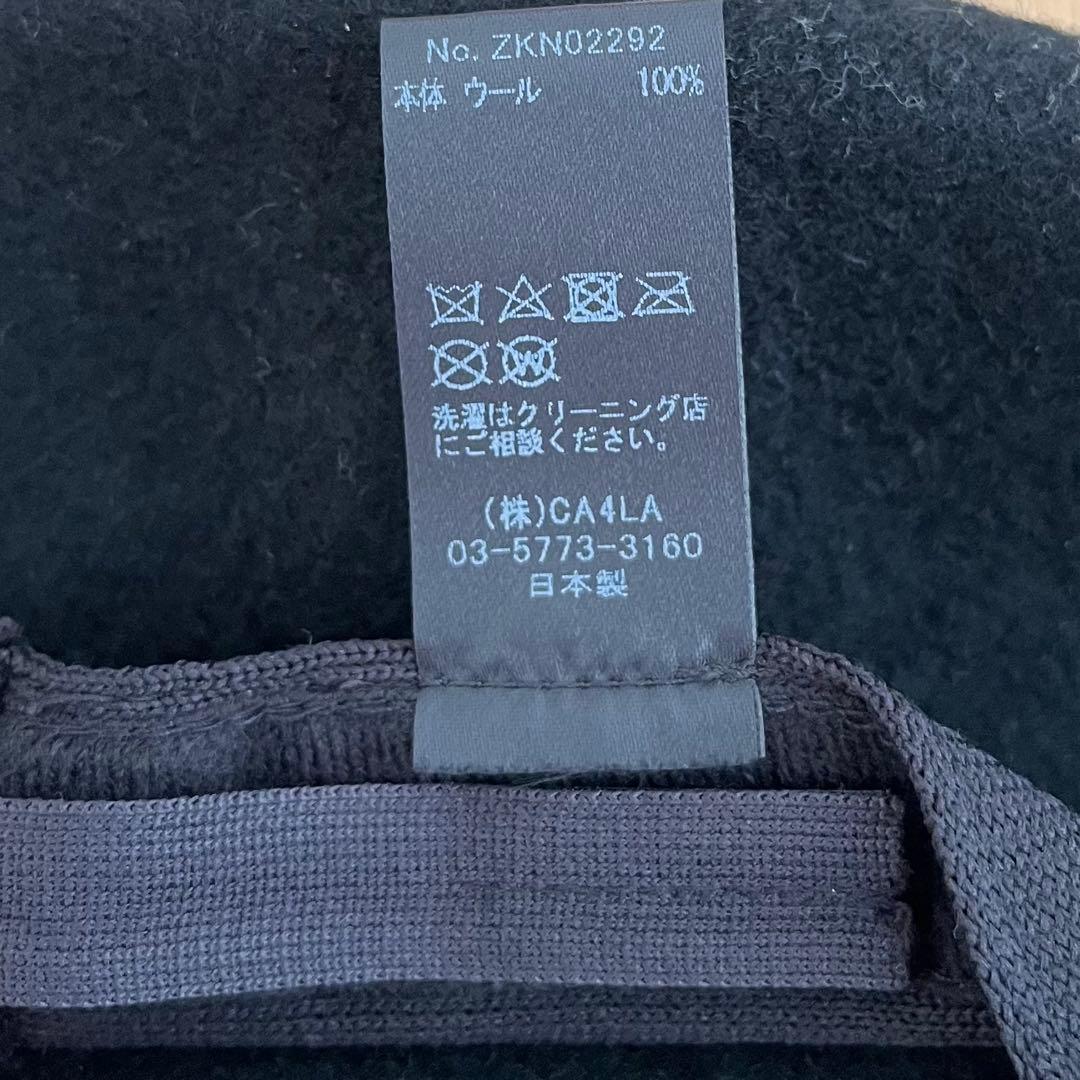 No. ZKN02292
本体 ウール 100%
W
洗濯はクリーニング店
にご相談ください。
(株)CA4LA
03-5773-3160
日本製